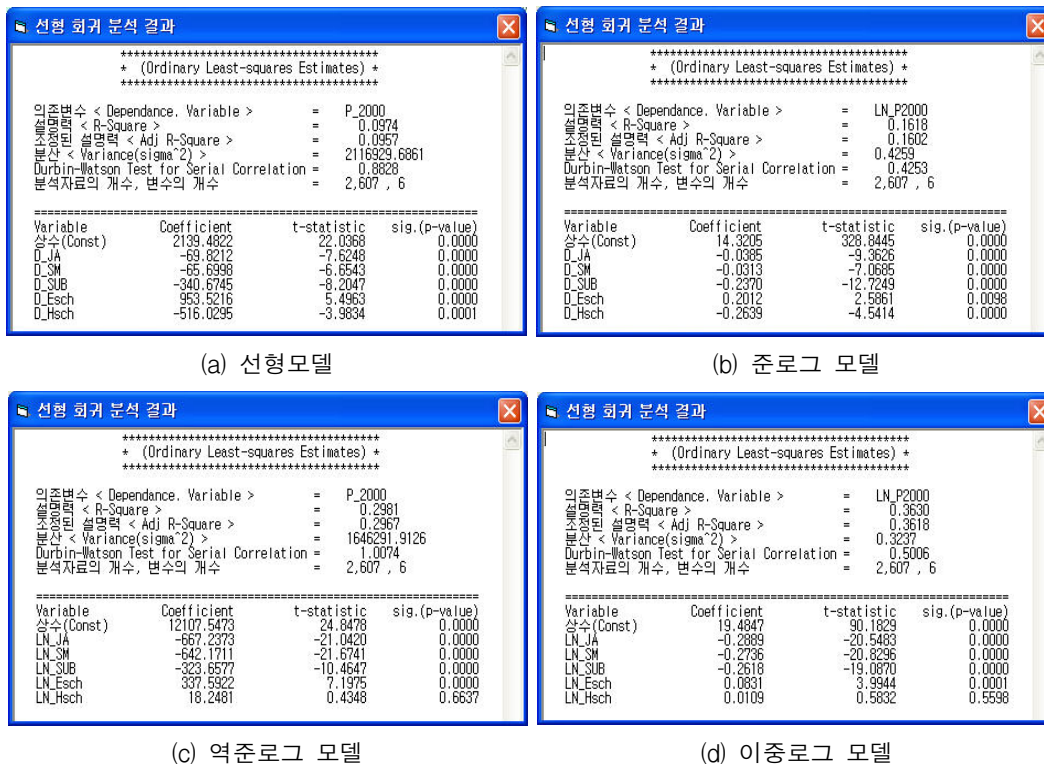 선형 회귀 분석 결과
***************************************
* (Ordinary Least-squares Estimates) *
***************************************
의존변수 < Dependance. Variable > = P_2000
설명력 < R-Square > = 0.0974
조정된 설명력 < Adj R-Square > = 0.0957
분산 < Variance(sigma^2) > = 2116929.6861
Durbin-Watson Test for Serial Correlation = 0.8828
분석자료의 개수, 변수의 개수 = 2,607 , 6
Variable Coefficient t-statistic sig.(p-value)
상수(Const) 2139.4822 22.0368 0.0000
D_JA -69.8212 -7.6248 0.0000
D_SM -65.6998 -6.6543 0.0000
D_SUB -340.6745 -8.2047 0.0000
D_Esch 953.5216 5.4963 0.0000
D_Hsch -516.0295 -3.9834 0.0001
(a) 선형모델
선형 회귀 분석 결과
***************************************
* (Ordinary Least-squares Estimates) *
***************************************
의존변수 < Dependance. Variable > = LN_P2000
설명력 < R-Square > = 0.1618
조정된 설명력 < Adj R-Square > = 0.1602
분산 < Variance(sigma^2) > = 0.4259
Durbin-Watson Test for Serial Correlation = 0.4253
분석자료의 개수, 변수의 개수 = 2,607 , 6
Variable Coefficient t-statistic sig.(p-value)
상수(Const) 14.3205 328.8445 0.0000
D_JA -0.0385 -9.3626 0.0000
D_SM -0.0313 -7.0685 0.0000
D_SUB -0.2370 -12.7249 0.0000
D_Esch 0.2012 2.5861 0.0098
D_Hsch -0.2639 -4.5414 0.0000
(b) 준로그 모델
선형 회귀 분석 결과
***************************************
* (Ordinary Least-squares Estimates) *
***************************************
의존변수 < Dependance. Variable > = P_2000
설명력 < R-Square > = 0.2981
조정된 설명력 < Adj R-Square > = 0.2967
분산 < Variance(sigma^2) > = 1646291.9126
Durbin-Watson Test for Serial Correlation = 1.0074
분석자료의 개수, 변수의 개수 = 2,607 , 6
Variable Coefficient t-statistic sig.(p-value)
상수(Const) 12107.5473 24.8478 0.0000
LN_JA -667.2373 -21.0420 0.0000
LN_SM -642.1711 -21.6741 0.0000
LN_SUB -323.6577 -10.4647 0.0000
LN_Esch 337.5922 7.1975 0.0000
LN_Hsch 18.2481 0.4348 0.6637
(c) 역준로그 모델
선형 회귀 분석 결과
***************************************
* (Ordinary Least-squares Estimates) *
***************************************
의존변수 < Dependance. Variable > = LN_P2000
설명력 < R-Square > = 0.3630
조정된 설명력 < Adj R-Square > = 0.3618
분산 < Variance(sigma^2) > = 0.3237
Durbin-Watson Test for Serial Correlation = 0.5006
분석자료의 개수, 변수의 개수 = 2,607 , 6
Variable Coefficient t-statistic sig.(p-value)
상수(Const) 19.4847 90.1829 0.0000
LN_JA -0.2889 -20.5483 0.0000
LN_SM -0.2736 -20.8296 0.0000
LN_SUB -0.2618 -19.0870 0.0000
LN_Esch 0.0831 3.9944 0.0001
LN_Hsch 0.0109 0.5832 0.5598
(d) 이중로그 모델